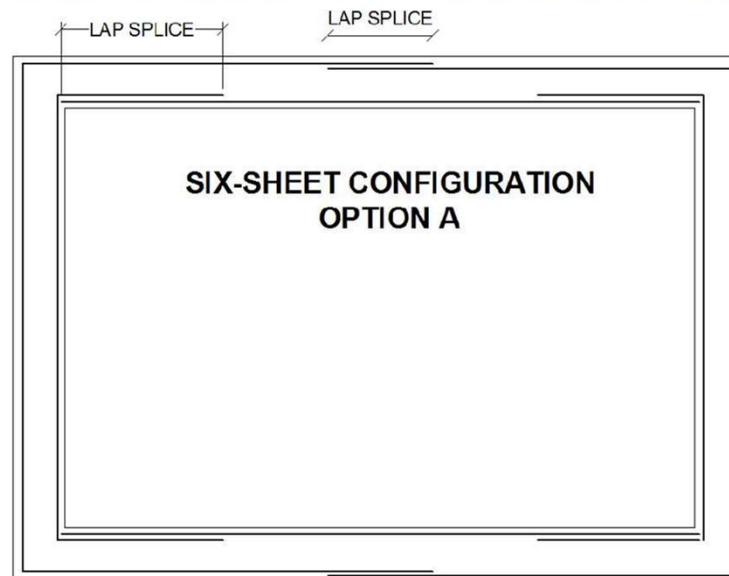 LAP SPLICE
LAP SPLICE
SIX-SHEET CONFIGURATION
OPTION A